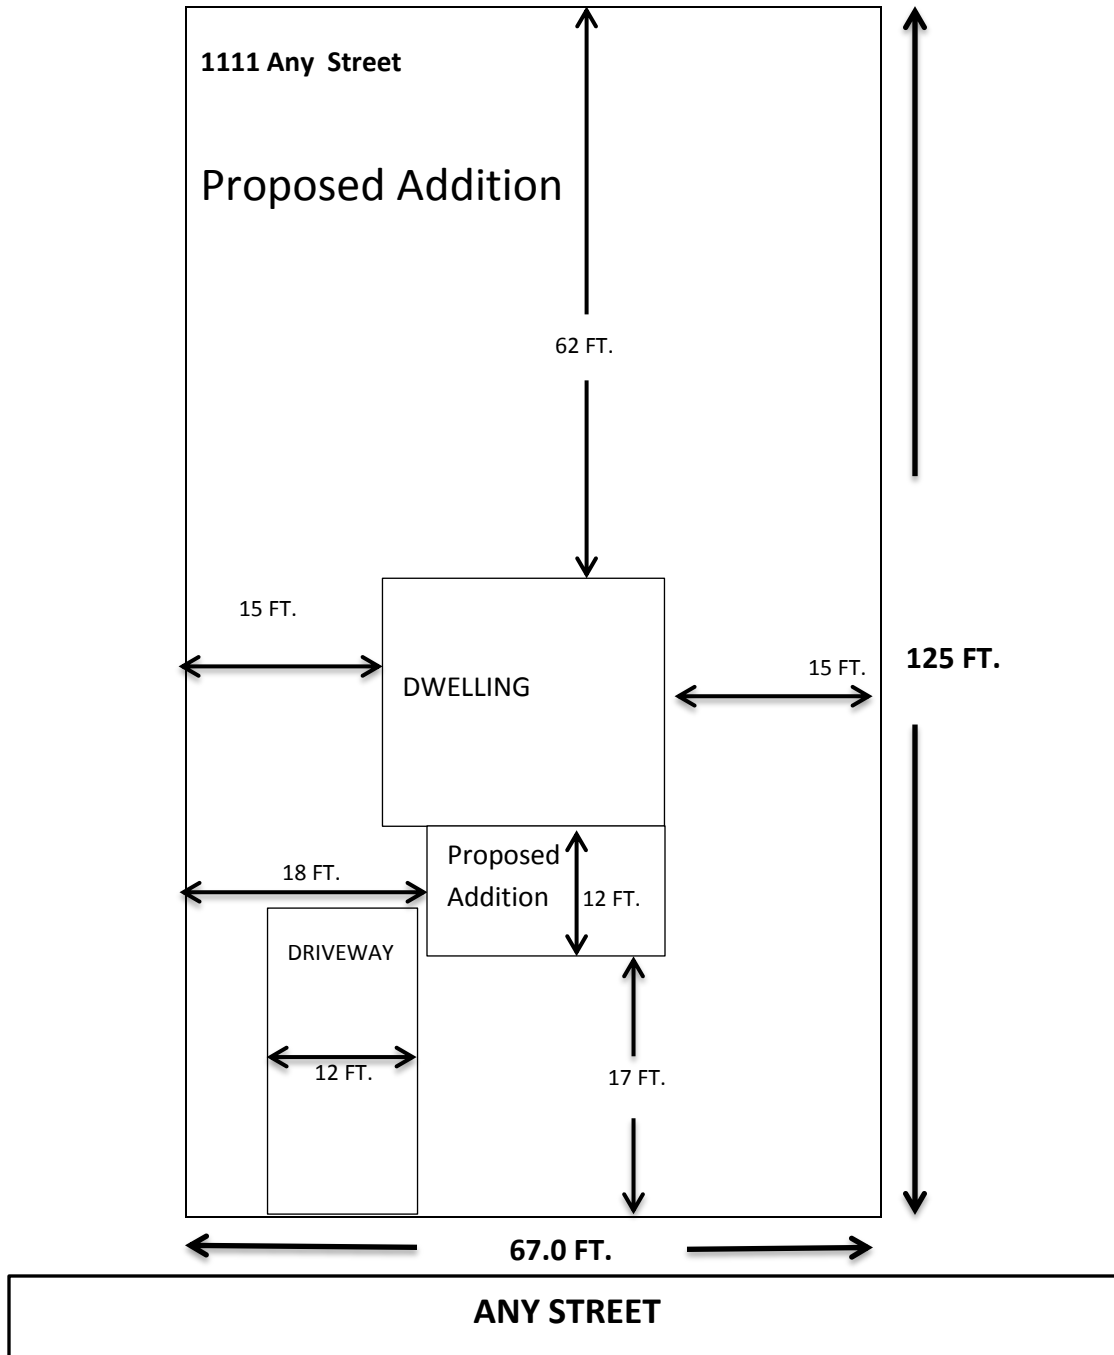 1111 Any  Street
Proposed Addition
62 FT.
15 FT.
15 FT.
125 FT.
DWELLING
Proposed
Addition
12 FT.
18 FT.
DRIVEWAY
12 FT.
17 FT.
67.0 FT.
ANY STREET